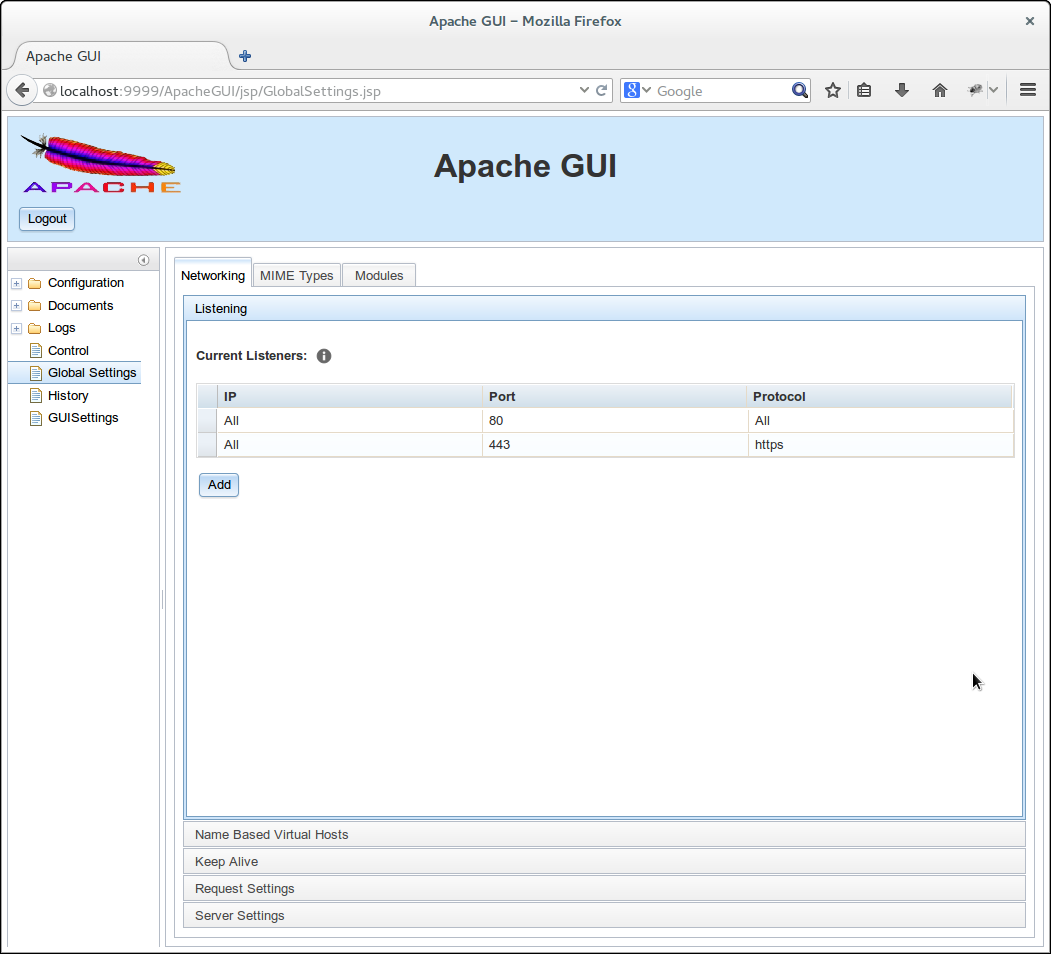 Apache GUI – Mozilla Firefox
Apache GUI
localhost:9999/ApacheGUI/jsp/GlobalSettings.jsp
8
Google
APACHE
Apache GUI
Logout
Configuration
Documents
Logs
Control
Global Settings
History
GUISettings
Networking
MIME Types
Modules
Listening
Current Listeners:
IP Port Protocol
All 80 All
All 443 https
Add
Name Based Virtual Hosts
Keep Alive
Request Settings
Server Settings